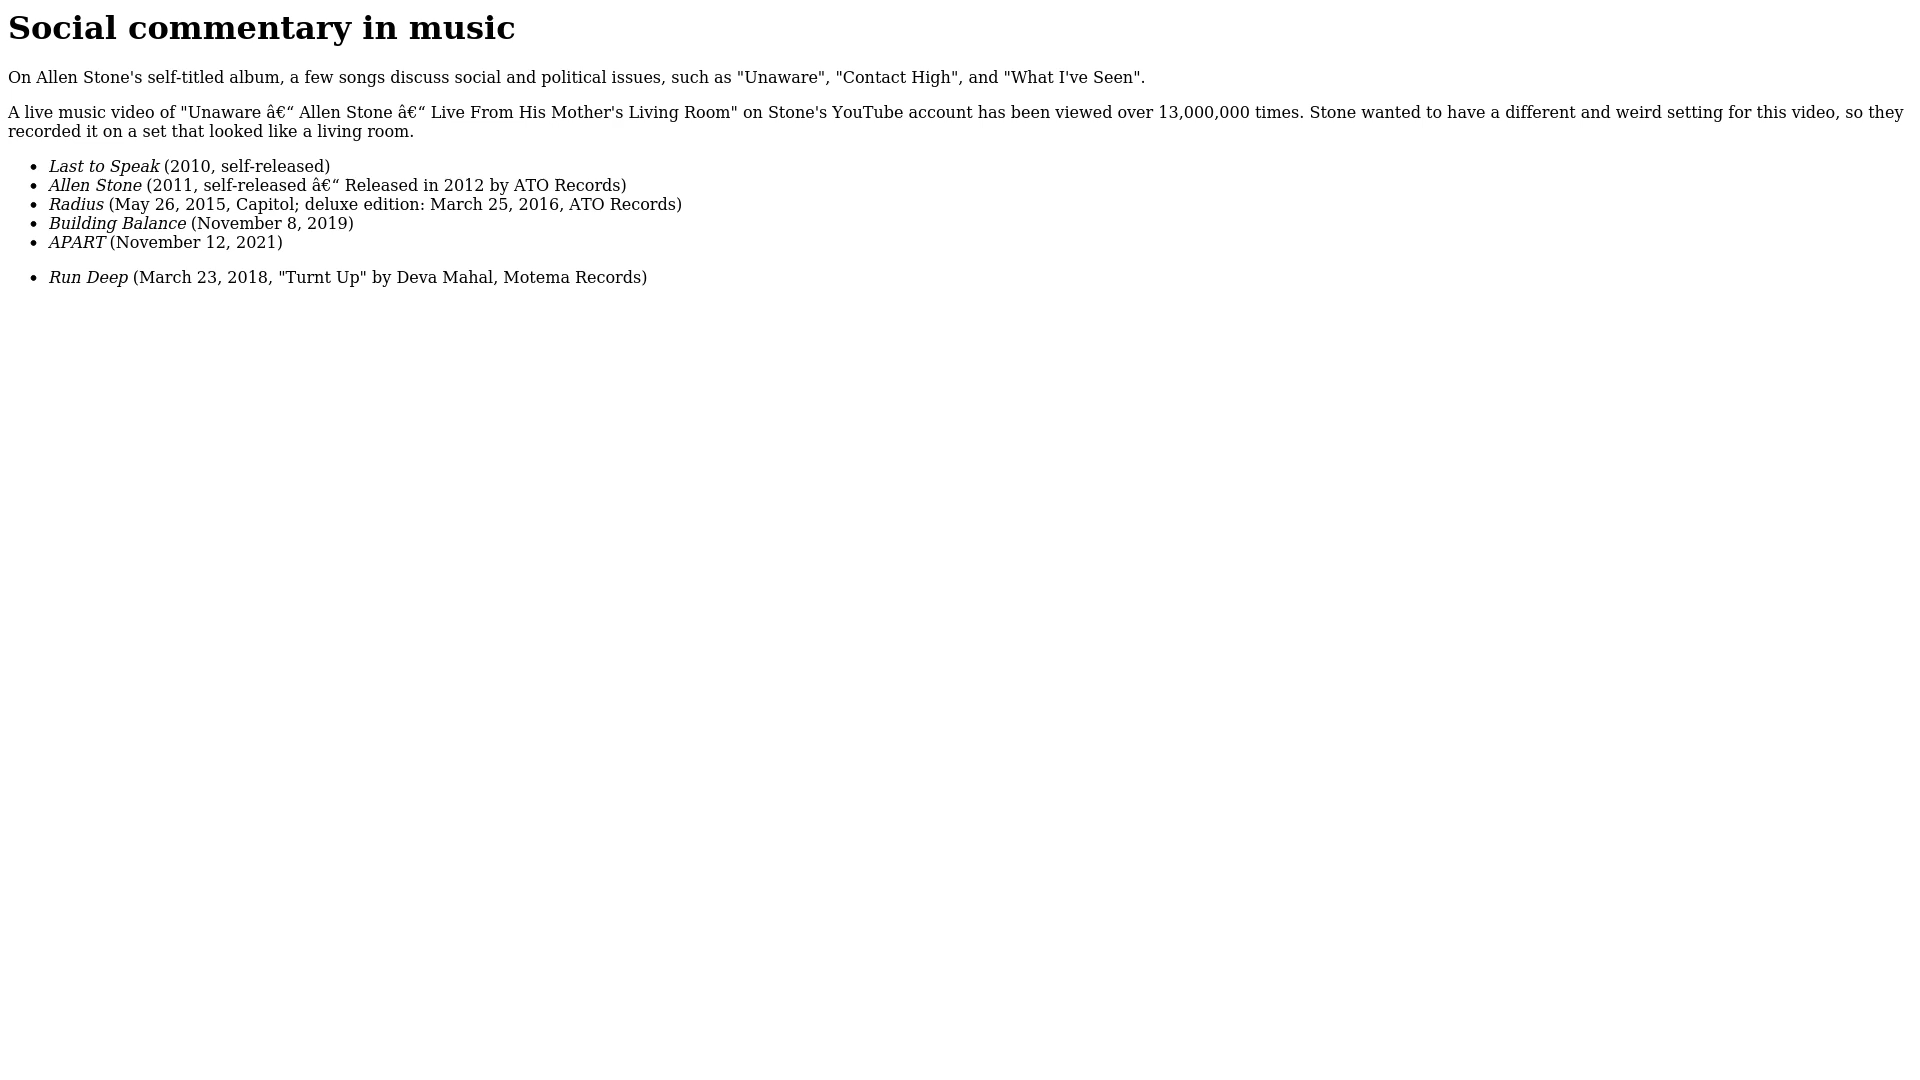 Social commentary in music
On Allen Stone's self-titled album, a few songs discuss social and political issues, such as "Unaware", "Contact High", and "What I've Seen".
A live music video of "Unaware â€“ Allen Stone â€“ Live From His Mother's Living Room" on Stone's YouTube account has been viewed over 13,000,000 times. Stone wanted to have a different and weird setting for this video, so they
recorded it on a set that looked like a living room.
• Last to Speak (2010, self-released)
• Allen Stone (2011, self-released â€“ Released in 2012 by ATO Records)
• Radius (May 26, 2015, Capitol; deluxe edition: March 25, 2016, ATO Records)
• Building Balance (November 8, 2019)
• APART (November 12, 2021)
• Run Deep (March 23, 2018, "Turnt Up" by Deva Mahal, Motema Records)